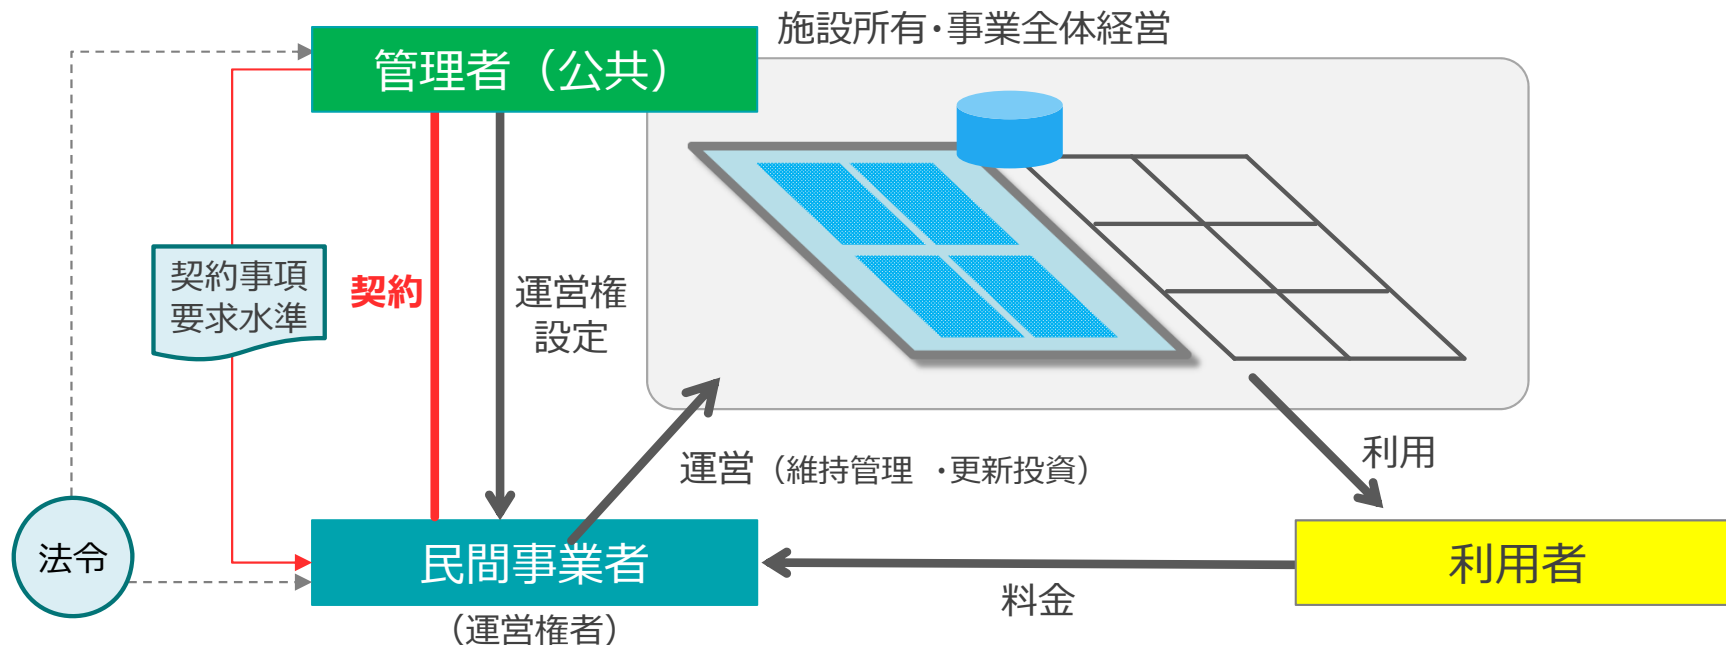 施設所有・事業全体経営
管理者（公共）
契約事項
要求水準
契約
運営権
設定
運営（維持管理 ・更新投資）
利用
法令
民間事業者
（運営権者）
料金
利用者